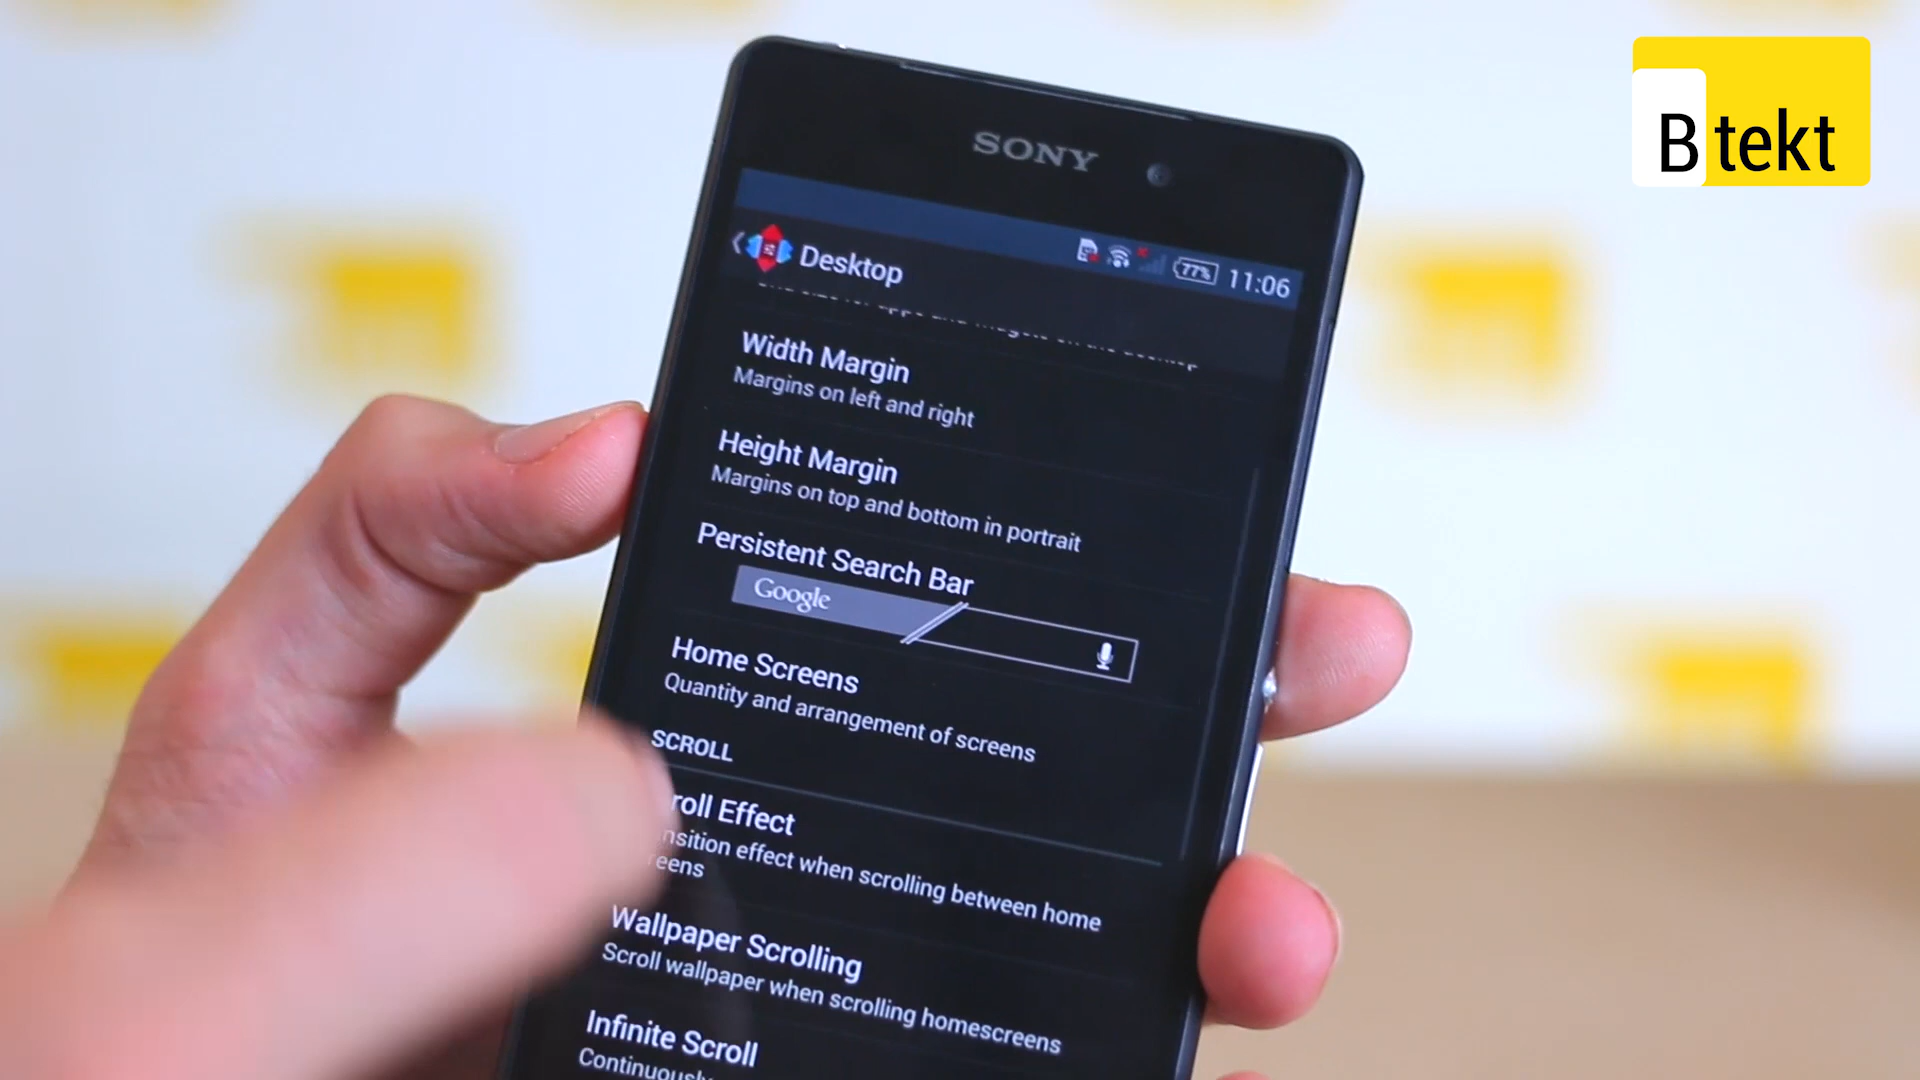 B tekt
SONY
77% 11:06
Desktop
Width Margin
Margins on left and right
Height Margin
Margins on top and bottom in portrait
Persistent Search Bar
Google
Home Screens
Quantity and arrangement of screens
SCROLL
roll Effect
nsition effect when scrolling between home
eens
Wallpaper Scrolling
Scroll wallpaper when scrolling homescreens
Infinite Scroll
Continuously